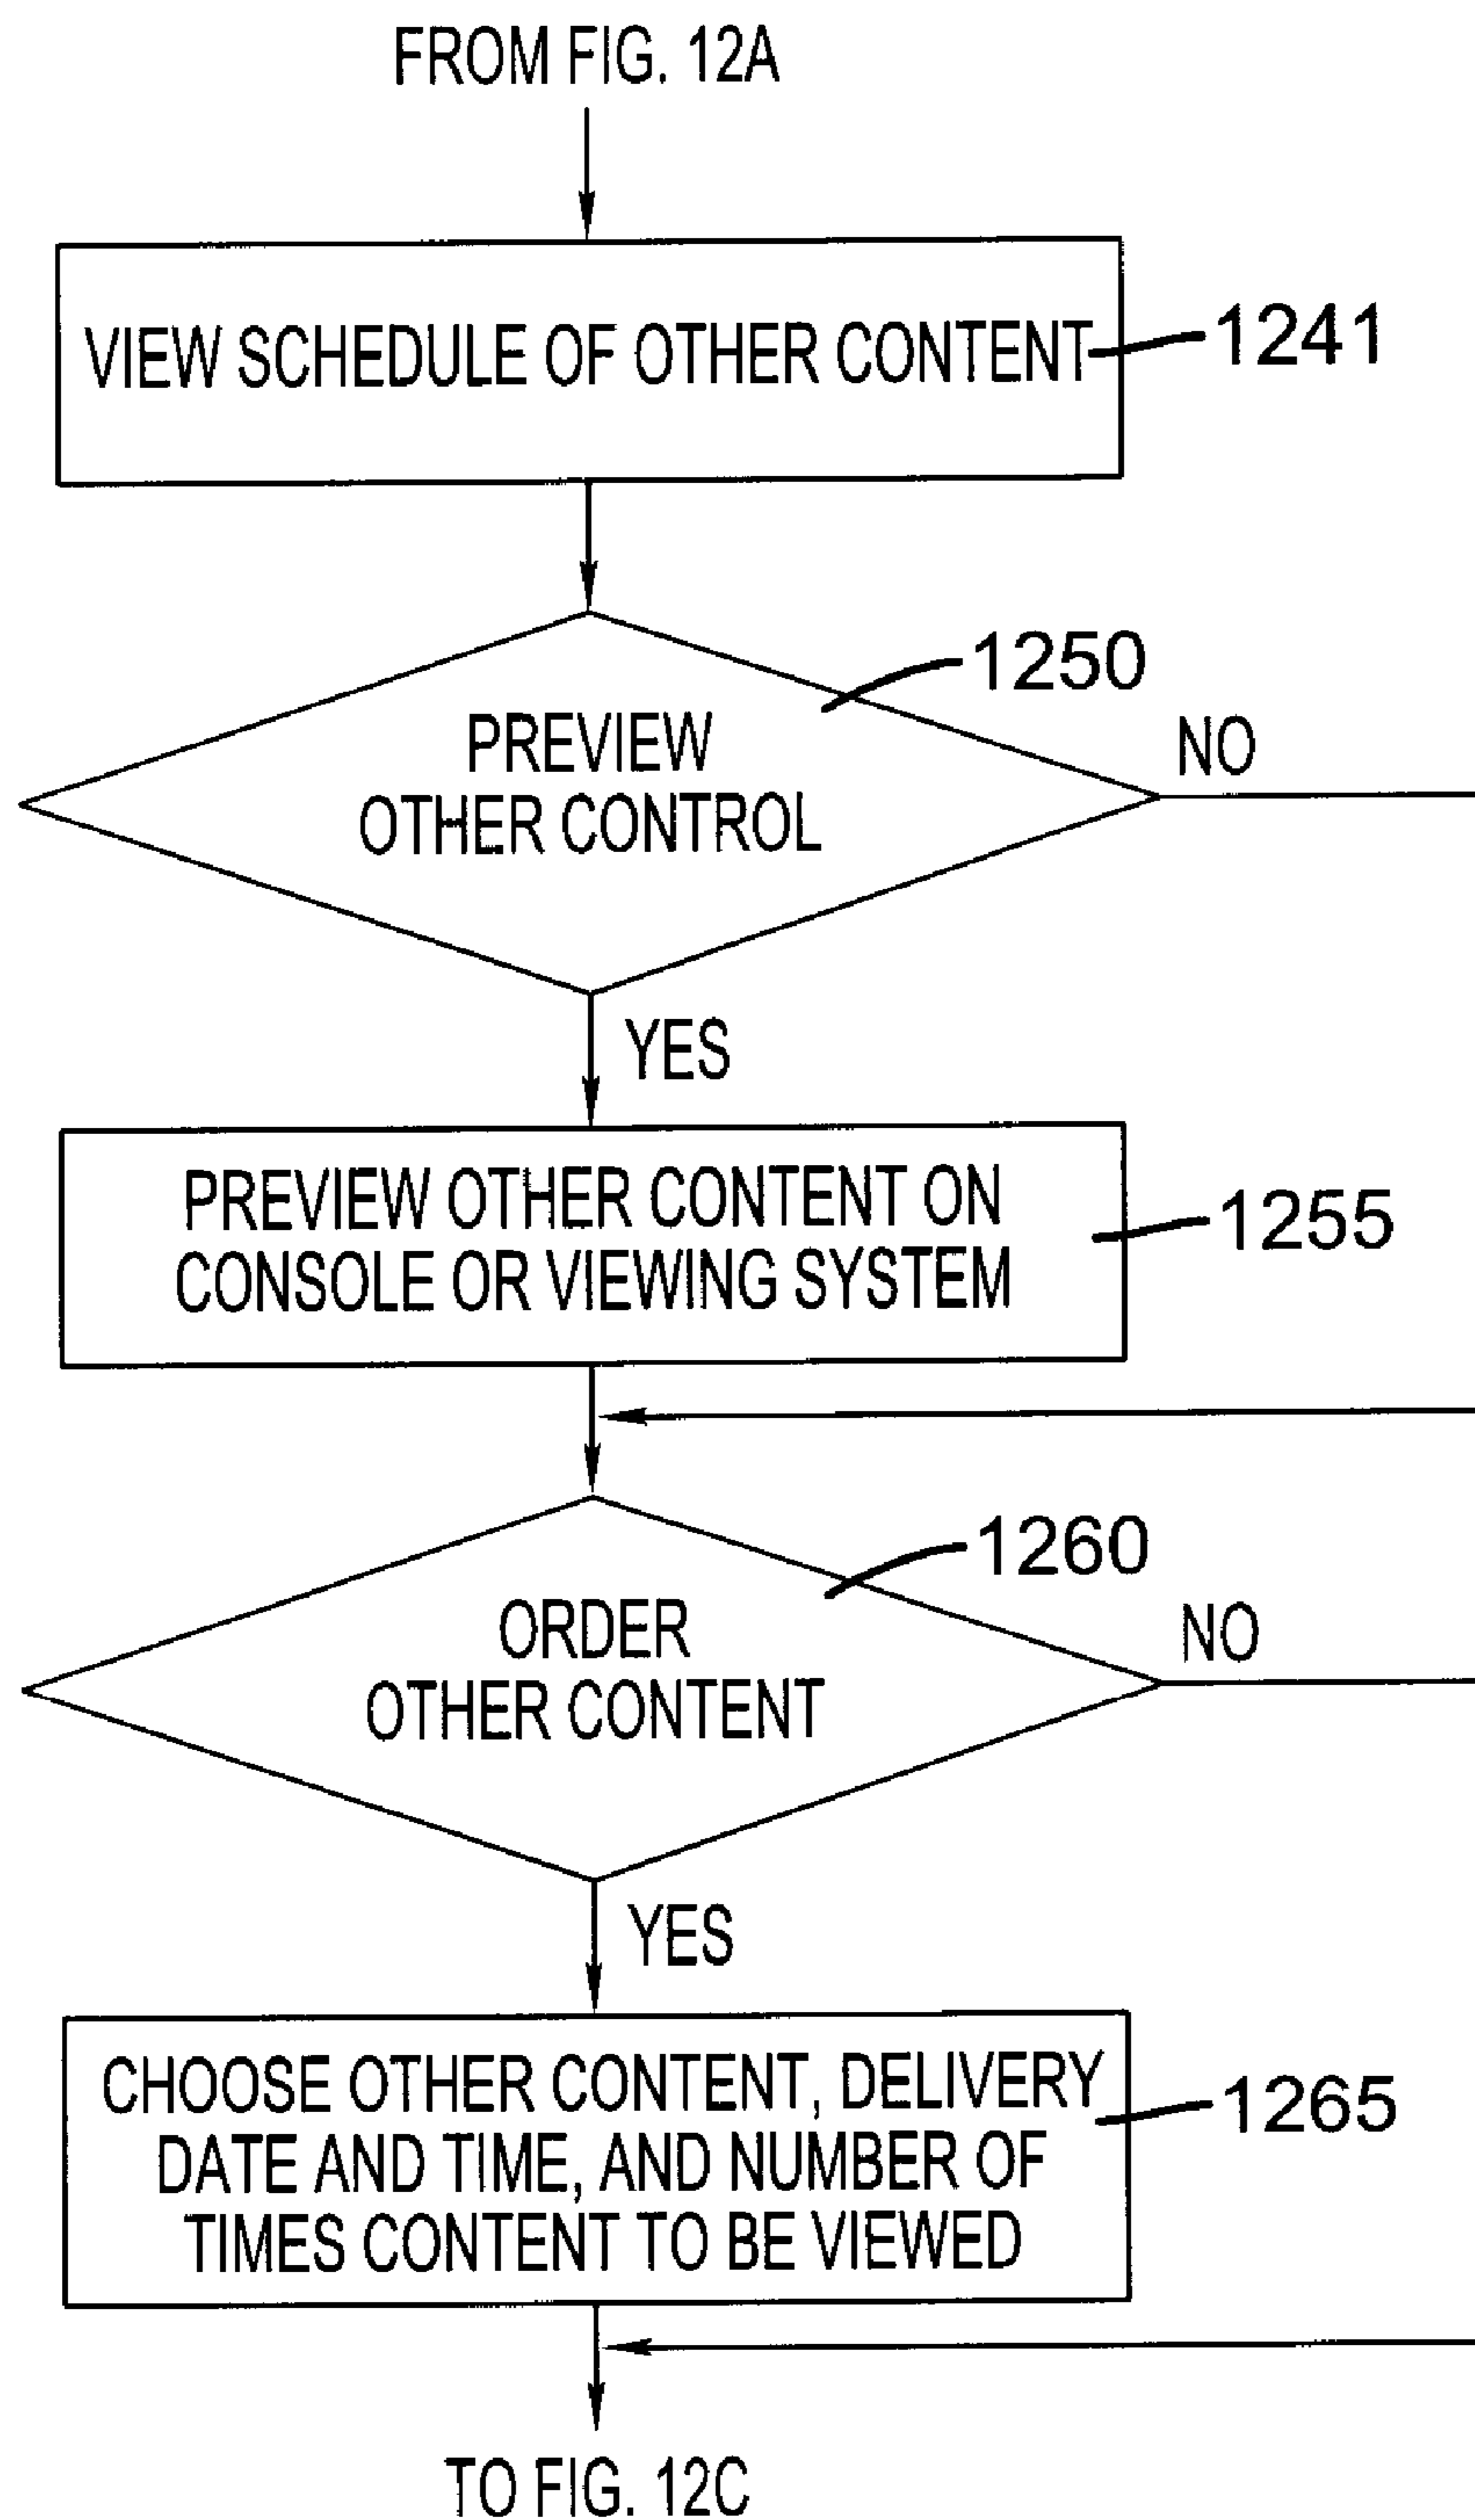 FROM FIG. 12A
VIEW SCHEDULE OF OTHER CONTENT
1241
1250
PREVIEW
OTHER CONTROL
NO
YES
PREVIEW OTHER CONTENT ON
CONSOLE OR VIEWING SYSTEM
1255
1260
ORDER
OTHER CONTENT
NO
YES
CHOOSE OTHER CONTENT, DELIVERY
DATE AND TIME, AND NUMBER OF
TIMES CONTENT TO BE VIEWED
1265
TO FIG. 12C